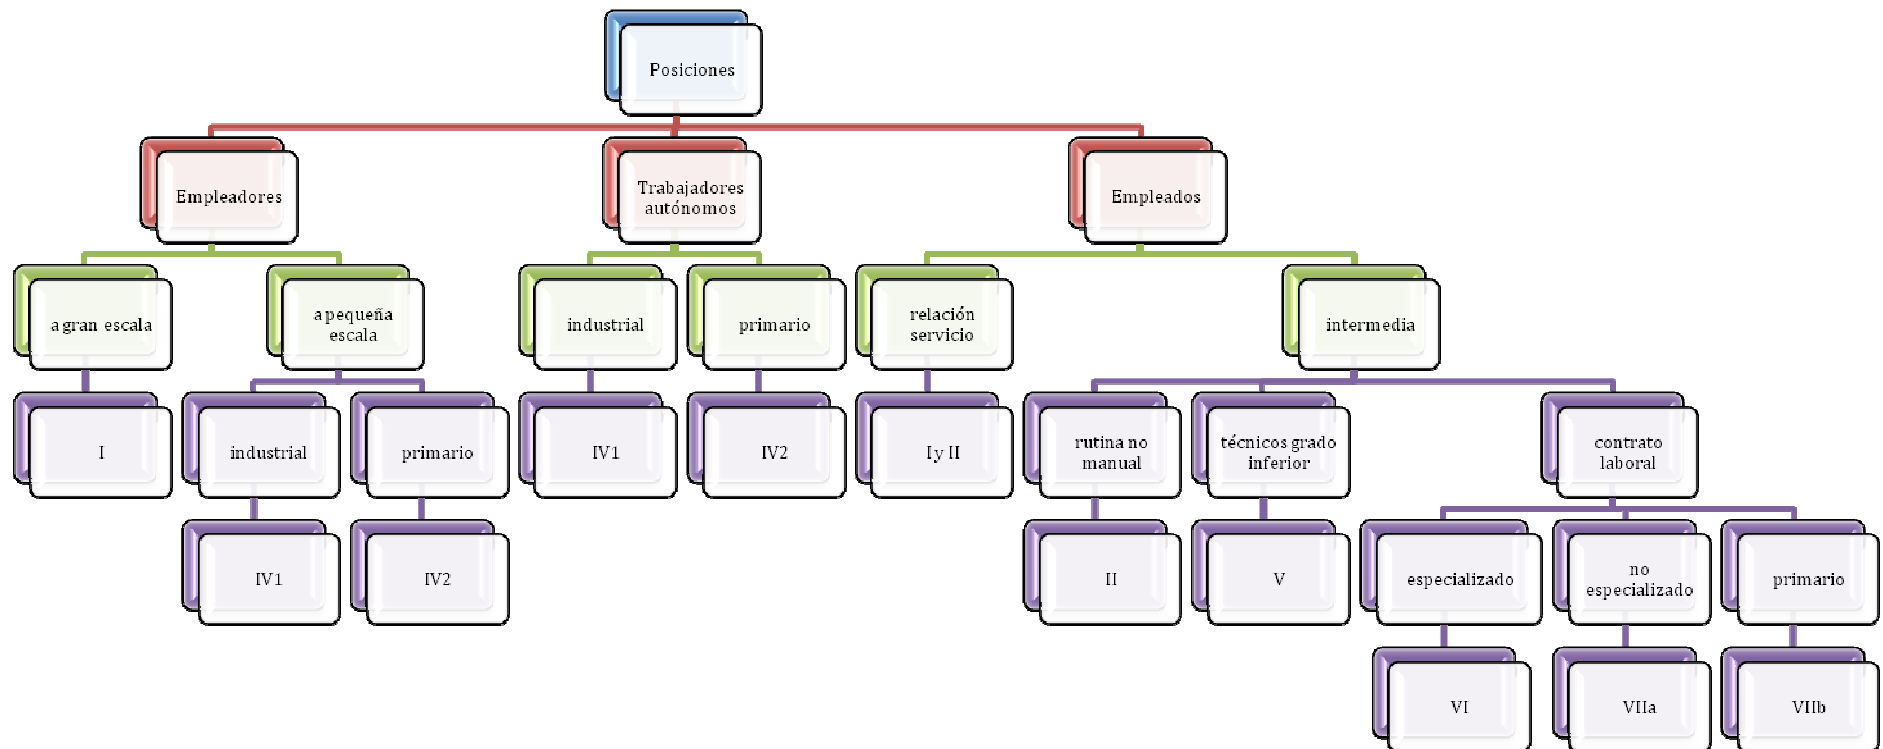 Posiciones
Empleadores
Trabajadores
autónomos
Empleados
a gran escala
a pequeña
escala
industrial
primario
relación
servicio
intermedia
I
industrial
primario
IV1
IV2
I y II
rutina no
manual
técnicos grado
inferior
contrato
laboral
IV1
IV2
II
V
especializado
no
especializado
primario
VI
VIIa
VIIb